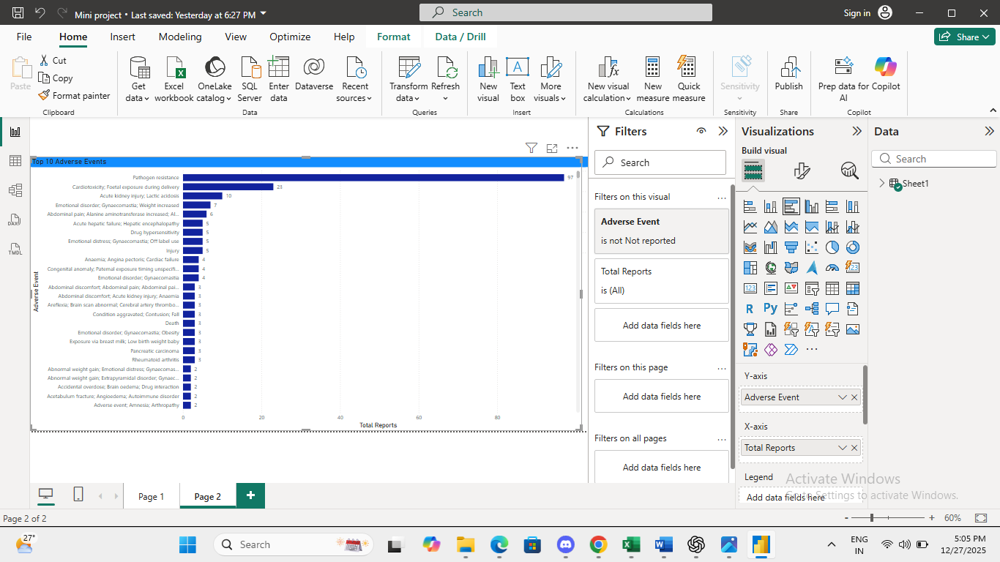 Mini project • Last saved: Yesterday at 6:27 PM
Search
Sign in
File
Home
Insert
Modeling
View
Optimize
Help
Format
Data / Drill
Share
Paste
Cut
Copy
Format painter
Clipboard
Get data
Excel workbook
OneLake catalog
SQL Server
Enter data
Dataverse
Recent sources
Data
Transform data
Refresh
Queries
New visual
Text box
More visuals
Insert
New visual calculation
New measure
Quick measure
Calculations
Sensitivity
Sensitivity
Publish
Share
Prep data for AI
Copilot
Copilot
Top 10 Adverse Events
Adverse Event
Pathogen resistance 97
Cardiotoxicity; Foetal exposure during delivery 23
Acute kidney injury; Lactic acidosis 10
Emotional disorder; Gynaecomastia; Weight increased 7
Abdominal pain; Alanine aminotransferase increased; Al... 6
Acute hepatic failure; Hepatic encephalopathy 5
Drug hypersensitivity 5
Emotional distress; Gynaecomastia; Off label use 5
Injury 5
Anaemia; Angina pectoris; Cardiac failure 4
Congenital anomaly; Paternal exposure timing unspecifi... 4
Emotional disorder; Gynaecomastia 4
Abdominal discomfort; Abdominal pain; Abdominal pai... 3
Abdominal discomfort; Acute kidney injury; Anaemia 3
Areflexia; Brain scan abnormal; Cerebral artery thrombo... 3
Condition aggravated; Contusion; Fall 3
Death 3
Emotional disorder; Gynaecomastia; Obesity 3
Exposure via breast milk; Low birth weight baby 3
Pancreatic carcinoma 3
Rheumatoid arthritis 3
Abnormal weight gain; Emotional distress; Gynaecomas... 2
Abnormal weight gain; Extrapyramidal disorder; Gynaec... 2
Accidental overdose; Brain oedema; Drug interaction 2
Acetabulum fracture; Angioedema; Autoimmune disorder 2
Adverse event; Amnesia; Arthropathy 2
0 20 40 60 80
Total Reports
Filters
Search
Filters on this visual
Adverse Event
is not Not reported
Total Reports
is (All)
Add data fields here
Filters on this page
Add data fields here
Filters on all pages
Add data fields here
Visualizations
Build visual
123
R
Py
Y-axis
Adverse Event
X-axis
Total Reports
Legend
Add data fields here
Data
Search
Sheet1
Activate Windows
Go to Settings to activate Windows.
Page 1
Page 2
Page 2 of 2
- + 60%
27°
Search
ENG
IN
5:05 PM
12/27/2025